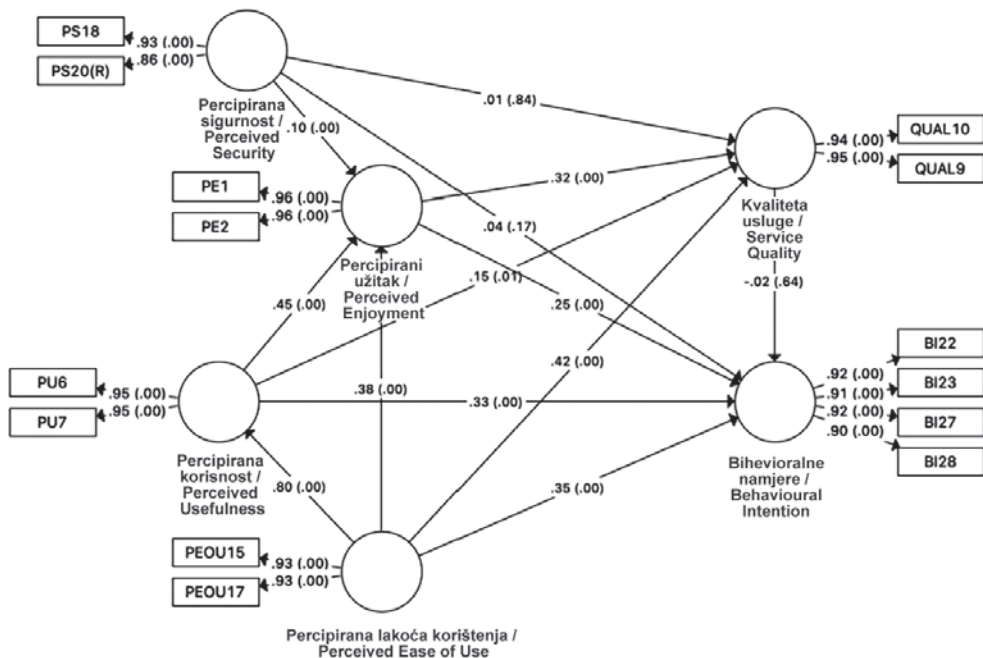 PS18
.93 (.00)
PS20(R)
.86 (.00)
Percipirana
sigurnost /
Perceived
Security
.10 (.00)
.01 (.84)
.94 (.00)
QUAL10
.95 (.00)
QUAL9
PE1
.96 (.00)
PE2
.96 (.00)
.32 (.00)
.04 (.17)
Kvaliteta
usluge /
Service
Quality
Percipirani
užitak /
Perceived
Enjoyment
.15 (.01)
-.02 (.64)
.45 (.00)
.25 (.00)
BI22
.92 (.00)
BI23
.91 (.00)
BI27
.92 (.00)
BI28
.90 (.00)
PU6
.95 (.00)
PU7
.95 (.00)
.42 (.00)
.38 (.00)
.33 (.00)
Percipirana
korisnost /
Perceived
Usefulness
.80 (.00)
Bihevioralne
namjere /
Behavioural
Intention
.35 (.00)
PEOU15
.93 (.00)
PEOU17
.93 (.00)
Percipirana lakoća korištenja /
Perceived Ease of Use